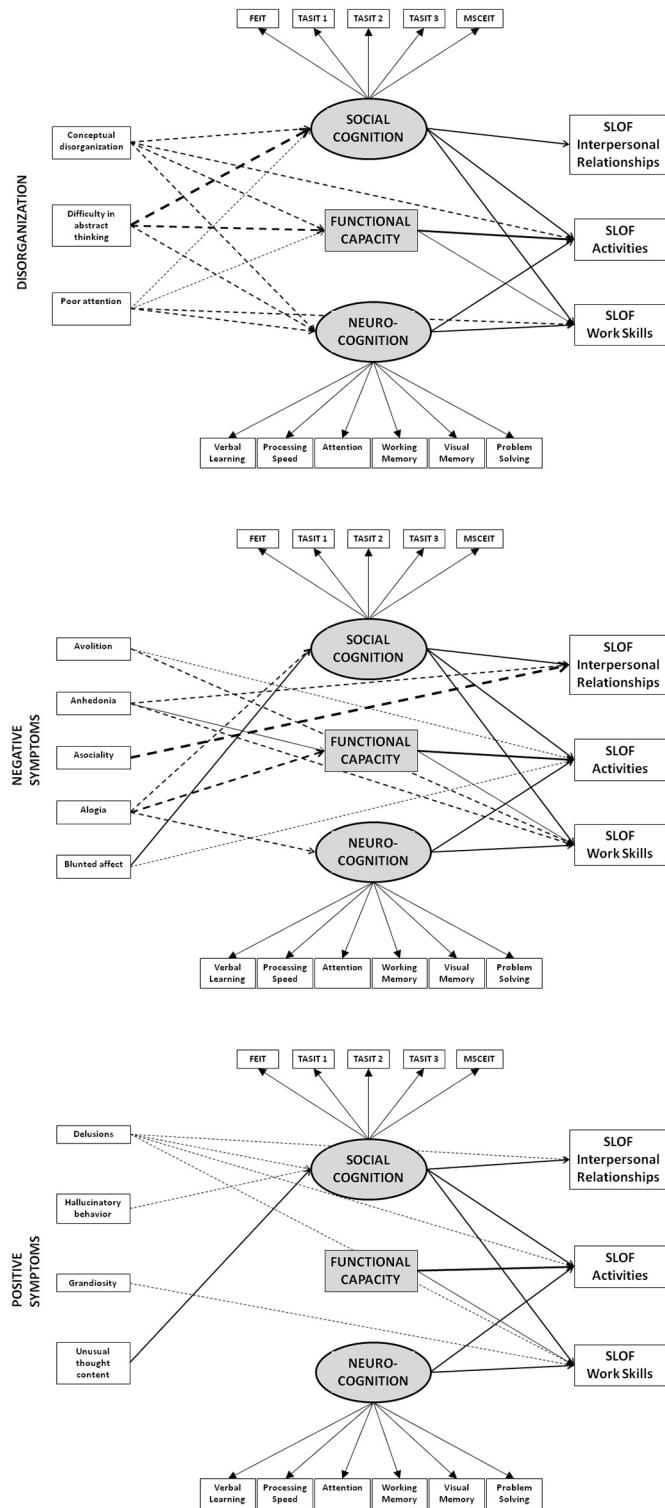 FEIT TASIT 1 TASIT 2 TASIT 3 MSCEIT
DISORGANIZATION
Conceptual
disorganization
Difficulty in
abstract
thinking
Poor attention
SOCIAL
COGNITION
FUNCTIONAL
CAPACITY
NEURO-
COGNITION
SLOF
Interpersonal
Relationships
SLOF
Activities
SLOF
Work Skills
Verbal Processing Attention Working Visual Problem
Learning Speed Memory Memory Solving
FEIT TASIT 1 TASIT 2 TASIT 3 MSCEIT
NEGATIVE
SYMPTOMS
Avolition
Anhedonia
Asociality
Alogia
Blunted affect
SOCIAL
COGNITION
FUNCTIONAL
CAPACITY
NEURO-
COGNITION
SLOF
Interpersonal
Relationships
SLOF
Activities
SLOF
Work Skills
Verbal Processing Attention Working Visual Problem
Learning Speed Memory Memory Solving
FEIT TASIT 1 TASIT 2 TASIT 3 MSCEIT
POSITIVE
SYMPTOMS
Delusions
Hallucinatory
behavior
Grandiosity
Unusual
thought
content
SOCIAL
COGNITION
FUNCTIONAL
CAPACITY
NEURO-
COGNITION
SLOF
Interpersonal
Relationships
SLOF
Activities
SLOF
Work Skills
Verbal Processing Attention Working Visual Problem
Learning Speed Memory Memory Solving